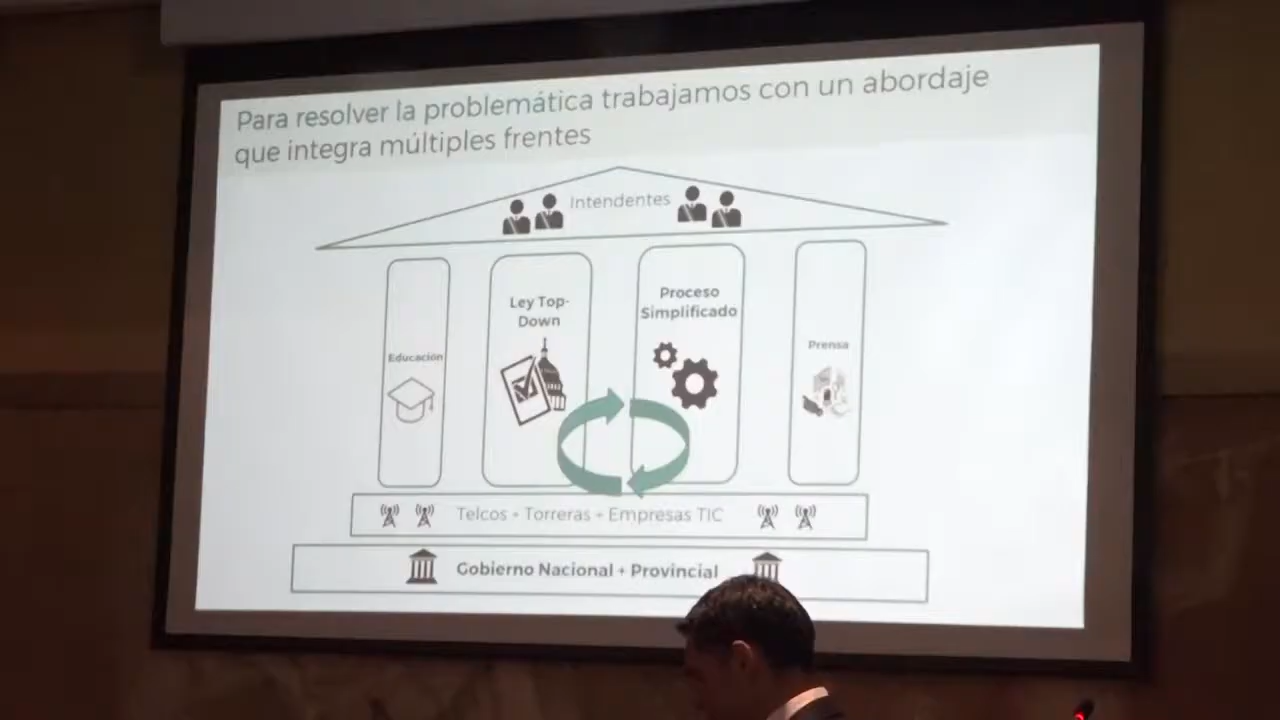 Para resolver la problemática trabajamos con un abordaje
que integra múltiples frentes
Intendentes
Educación
Ley Top-
Down
Proceso
Simplificado
Prensa
Telcos + Torreras + Empresas TIC
Gobierno Nacional + Provincial